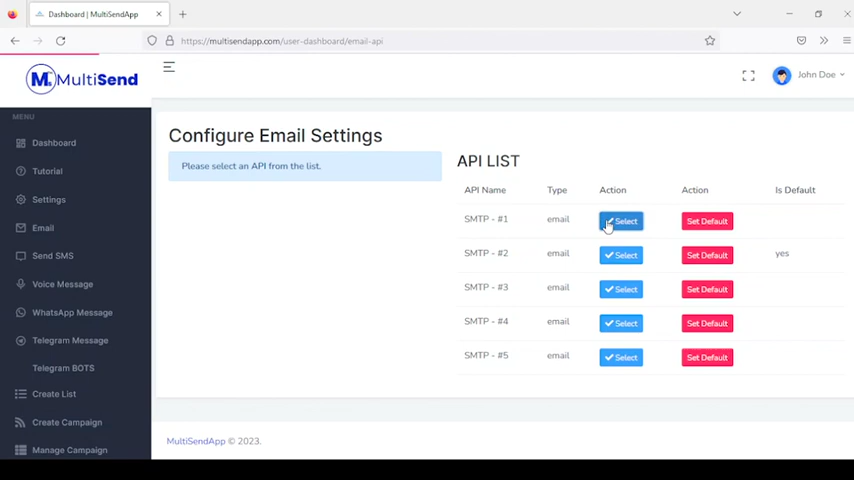 Dashboard | MultiSendApp
https://multisendapp.com/user-dashboard/email-api
M. MultiSend
John Doe
MENU
Dashboard
Tutorial
Settings
Email
Send SMS
Voice Message
WhatsApp Message
Telegram Message
Telegram BOTS
Create List
Create Campaign
Manage Campaign
Configure Email Settings
Please select an API from the list.
API LIST
API Name Type Action Action Is Default
SMTP - #1 email Select Set Default
SMTP - #2 email Select Set Default yes
SMTP - #3 email Select Set Default
SMTP - #4 email Select Set Default
SMTP - #5 email Select Set Default
MultiSendApp © 2023.